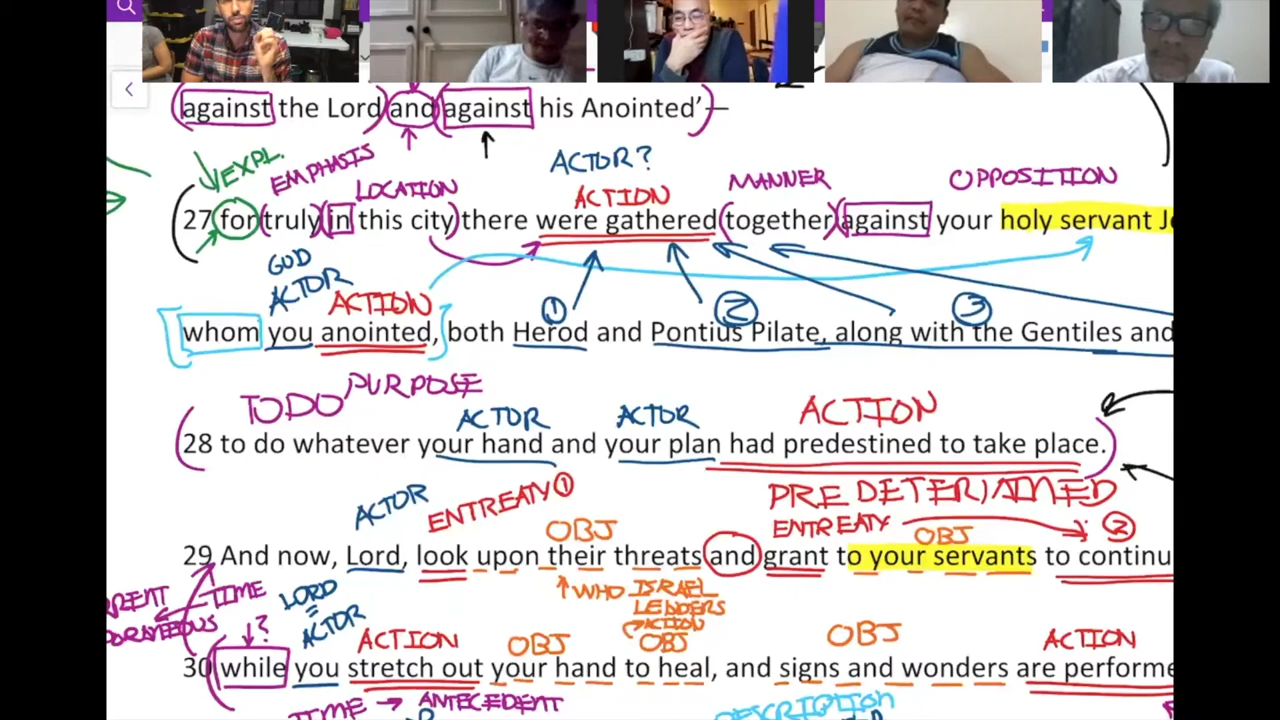 against the Lord) and (against his Anointed’)—
EXPL. EMPHASIS LOCATION ACTOR? ACTION MANNER OPPOSITION
27 for (truly) (in this city) there were gathered (together) (against your holy servant Je
GOD
ACTOR ACTION ① ② ③
[whom you anointed], both Herod and Pontius Pilate, along with the Gentiles and
TODO PURPOSE ACTOR ACTOR ACTION
28 to do whatever your hand and your plan had predestined to take place.
ACTOR ENTREATY ① OBJ PREDETERIAMED
ENTREATY OBJ ②
29 And now, Lord, look upon their threats and grant to your servants to continu
TIME LORD = ACTOR WHO ISRAEL
LEADERS
ACTION
? ACTION OBJ OBJ OBJ ACTION
30 (while you stretch out your hand to heal, and signs and wonders are performe
TIME → ANTECEDENT DESCRIPTION